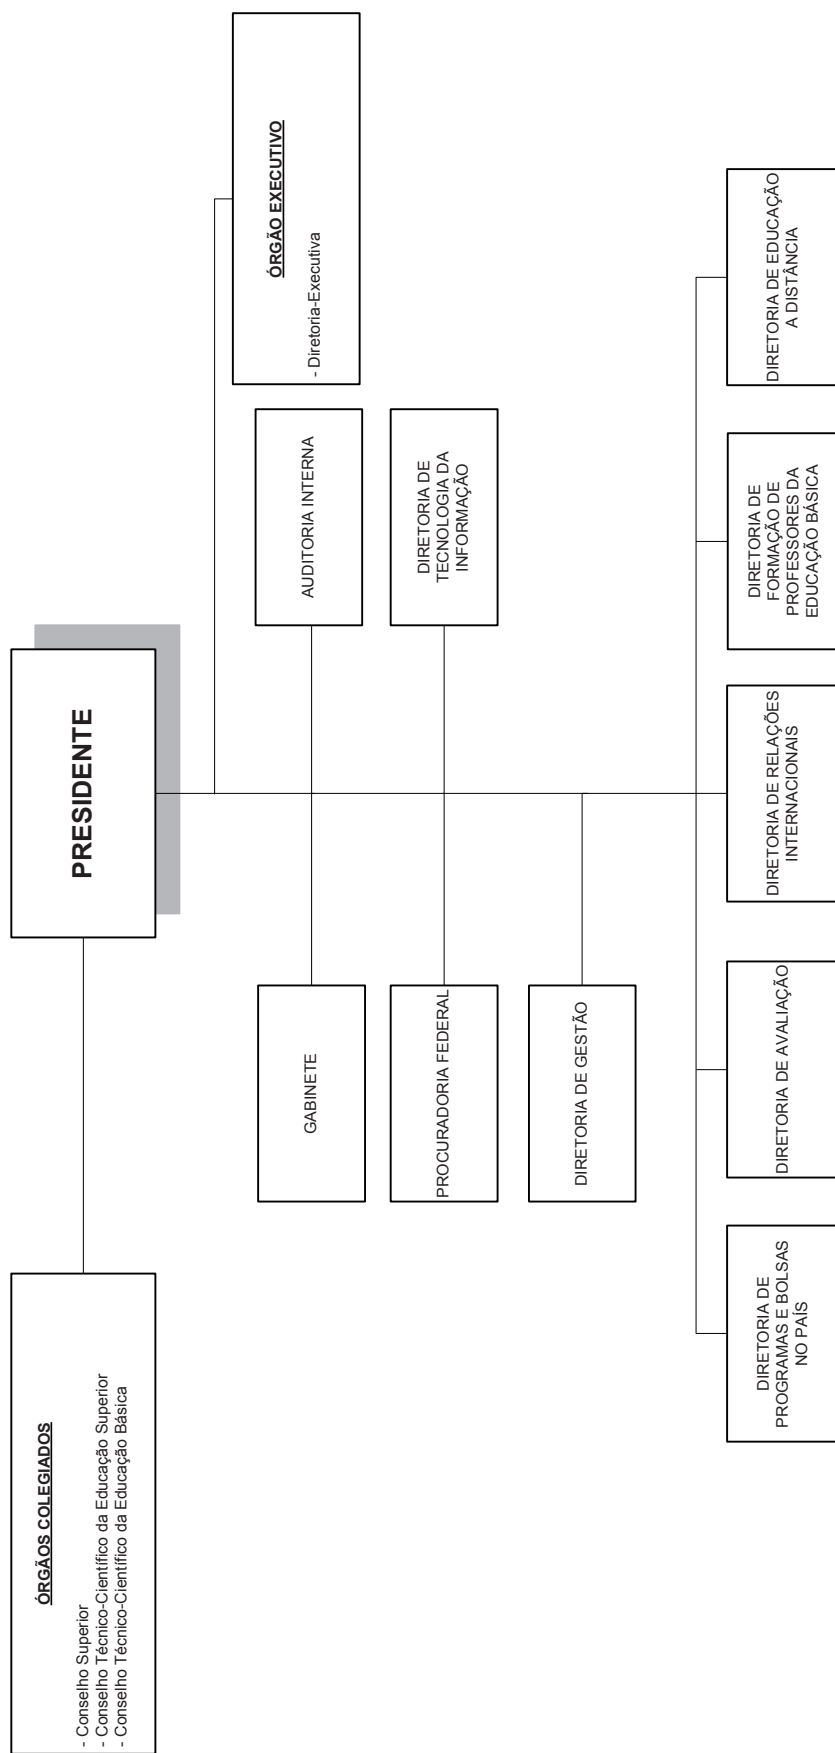 ÓRGÃOS COLEGIADOS
- Conselho Superior
- Conselho Técnico-Científico da Educação Superior
- Conselho Técnico-Científico da Educação Básica
PRESIDENTE
ÓRGÃO EXECUTIVO
- Diretoria-Executiva
GABINETE
AUDITORIA INTERNA
PROCURADORIA FEDERAL
DIRETORIA DE
TECNOLOGIA DA
INFORMAÇÃO
DIRETORIA DE GESTÃO
DIRETORIA DE
PROGRAMAS E BOLSAS
NO PAÍS
DIRETORIA DE AVALIAÇÃO
DIRETORIA DE RELAÇÕES
INTERNACIONAIS
DIRETORIA DE
FORMAÇÃO DE
PROFESSORES DA
EDUCAÇÃO BÁSICA
DIRETORIA DE EDUCAÇÃO
A DISTÂNCIA